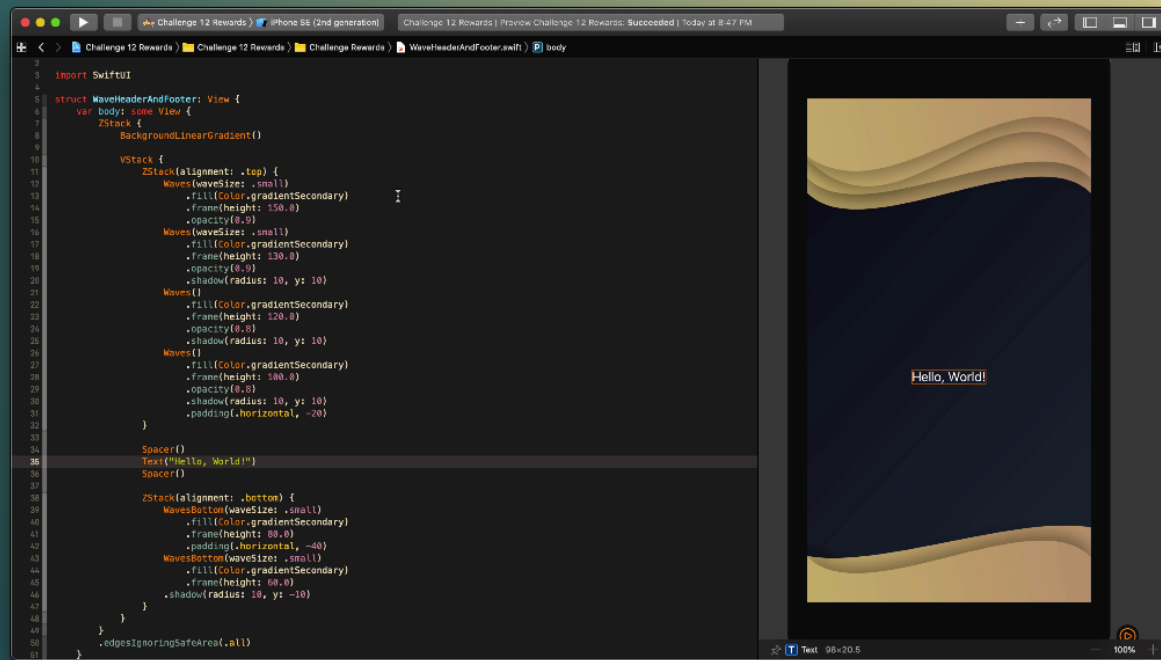 Challenge 12 Rewards 〉 iPhone SE (2nd generation)
Challenge 12 Rewards | Preview Challenge 12 Rewards: Succeeded | Today at 8:47 PM
Challenge 12 Rewards 〉 Challenge 12 Rewards 〉 Challenge Rewards 〉 WaveHeaderAndFooter.swift 〉 P body
2
3 import SwiftUI
4
5 struct WaveHeaderAndFooter: View {
6 var body: some View {
7 ZStack {
8 BackgroundLinearGradient()
9
10 VStack {
11 ZStack(alignment: .top) {
12 Waves(waveSize: .small)
13 .fill(Color.gradientSecondary)
14 .frame(height: 150.0)
15 .opacity(0.9)
16 Waves(waveSize: .small)
17 .fill(Color.gradientSecondary)
18 .frame(height: 130.0)
19 .opacity(0.9)
20 .shadow(radius: 10, y: 10)
21 Waves()
22 .fill(Color.gradientSecondary)
23 .frame(height: 120.0)
24 .opacity(0.8)
25 .shadow(radius: 10, y: 10)
26 Waves()
27 .fill(Color.gradientSecondary)
28 .frame(height: 100.0)
29 .opacity(0.8)
30 .shadow(radius: 10, y: 10)
31 .padding(.horizontal, -20)
32 }
33
34 Spacer()
35 Text("Hello, World!")
36 Spacer()
37
38 ZStack(alignment: .bottom) {
39 WavesBottom(waveSize: .small)
40 .fill(Color.gradientSecondary)
41 .frame(height: 80.0)
42 .padding(.horizontal, -40)
43 WavesBottom(waveSize: .small)
44 .fill(Color.gradientSecondary)
45 .frame(height: 60.0)
46 .shadow(radius: 10, y: -10)
47 }
48 }
49 }
50 .edgesIgnoringSafeArea(.all)
51 }
Hello, World!
T Text 96×20.5
100%